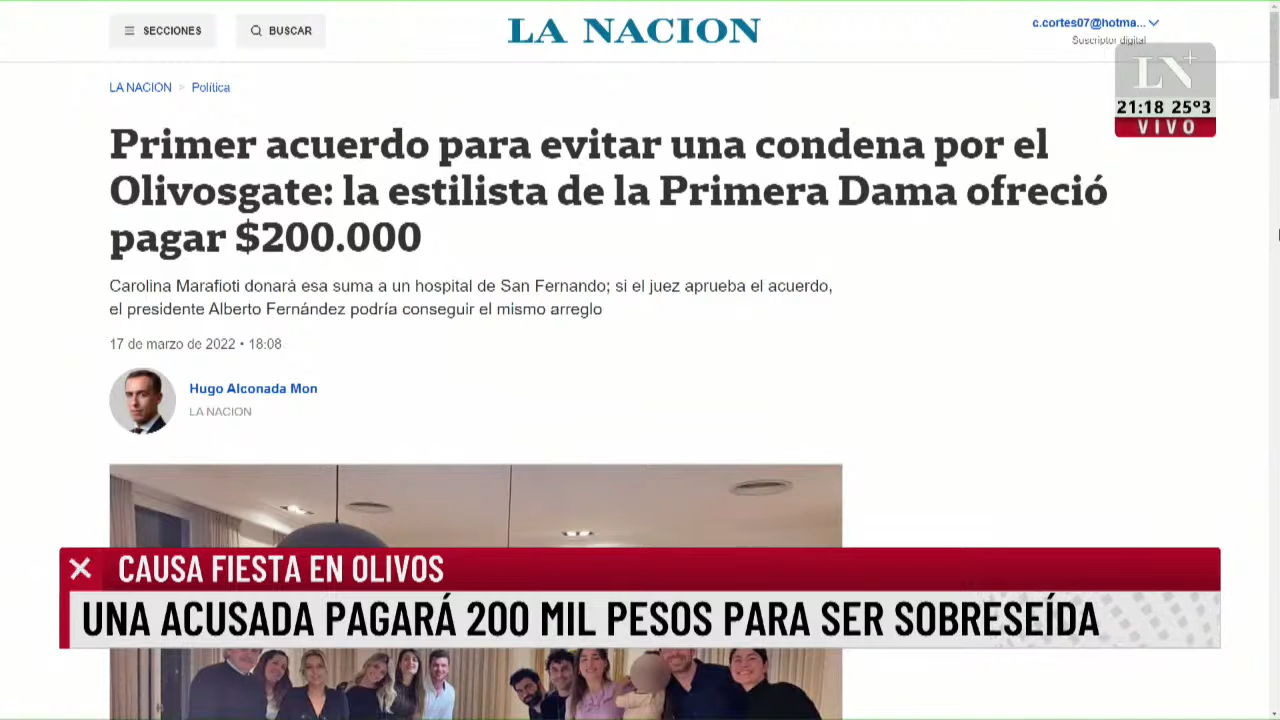 SECCIONES
BUSCAR
LA NACION
c.cortes07@hotma...
Suscriptor digital
LN+
21:18 25°3
VIVO
LA NACION > Política
Primer acuerdo para evitar una condena por el
Olivosgate: la estilista de la Primera Dama ofreció
pagar $200.000
Carolina Marafioti donará esa suma a un hospital de San Fernando; si el juez aprueba el acuerdo,
el presidente Alberto Fernández podría conseguir el mismo arreglo
17 de marzo de 2022 • 18:08
Hugo Alconada Mon
LA NACION
CAUSA FIESTA EN OLIVOS
UNA ACUSADA PAGARÁ 200 MIL PESOS PARA SER SOBRESEÍDA